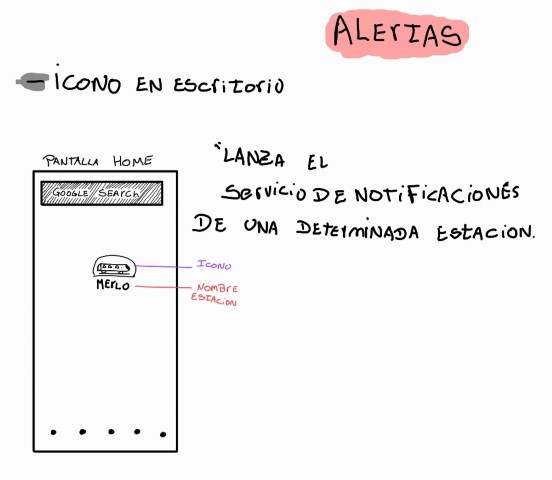 ALERTAS
- ICONO EN ESCRITORIO
PANTALLA HOME
GOOGLE SEARCH
"LANZA EL
SERVICIO DE NOTIFICACIONES
DE UNA DETERMINADA ESTACION.
ICONO
MERLO
NOMBRE
ESTACION